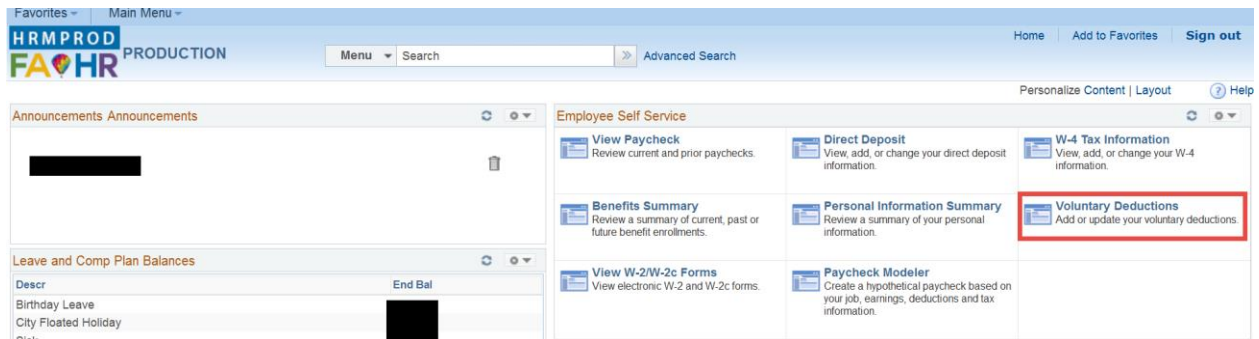 Favorites Main Menu
HRMPROD
FAHR PRODUCTION
Menu Search Advanced Search
Home Add to Favorites Sign out
Personalize Content | Layout ? Help
Announcements Announcements
Employee Self Service
View Paycheck
Review current and prior paychecks.
Direct Deposit
View, add, or change your direct deposit
information.
W-4 Tax Information
View, add, or change your W-4
information.
Benefits Summary
Review a summary of current, past or
future benefit enrollments.
Personal Information Summary
Review a summary of your personal
information.
Voluntary Deductions
Add or update your voluntary deductions.
View W-2/W-2c Forms
View electronic W-2 and W-2c forms.
Paycheck Modeler
Create a hypothetical paycheck based on
your job, earnings, deductions and tax
information.
Leave and Comp Plan Balances
Descr End Bal
Birthday Leave
City Floated Holiday